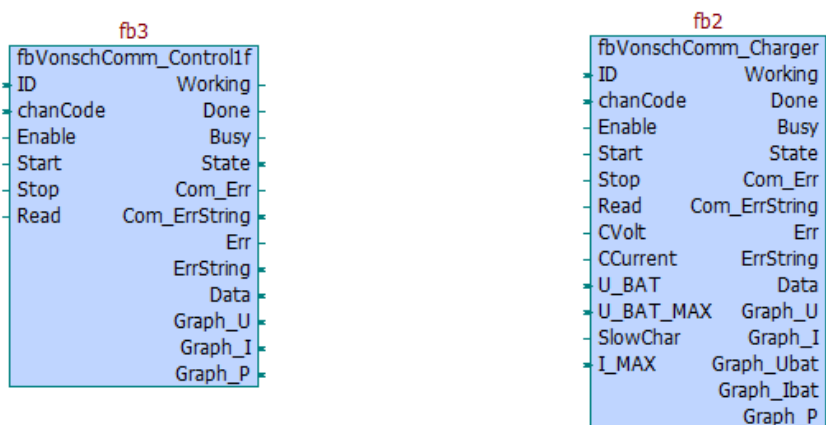 fb3
fbVonschComm_Control1f
ID Working
chanCode Done
Enable Busy
Start State
Stop Com_Err
Read Com_ErrString
Err
ErrString
Data
Graph_U
Graph_I
Graph_P
fb2
fbVonschComm_Charger
ID Working
chanCode Done
Enable Busy
Start State
Stop Com_Err
Read Com_ErrString
CVolt Err
CCurrent ErrString
U_BAT Data
U_BAT_MAX Graph_U
SlowChar Graph_I
I_MAX Graph_Ubat
Graph_Ibat
Graph_P